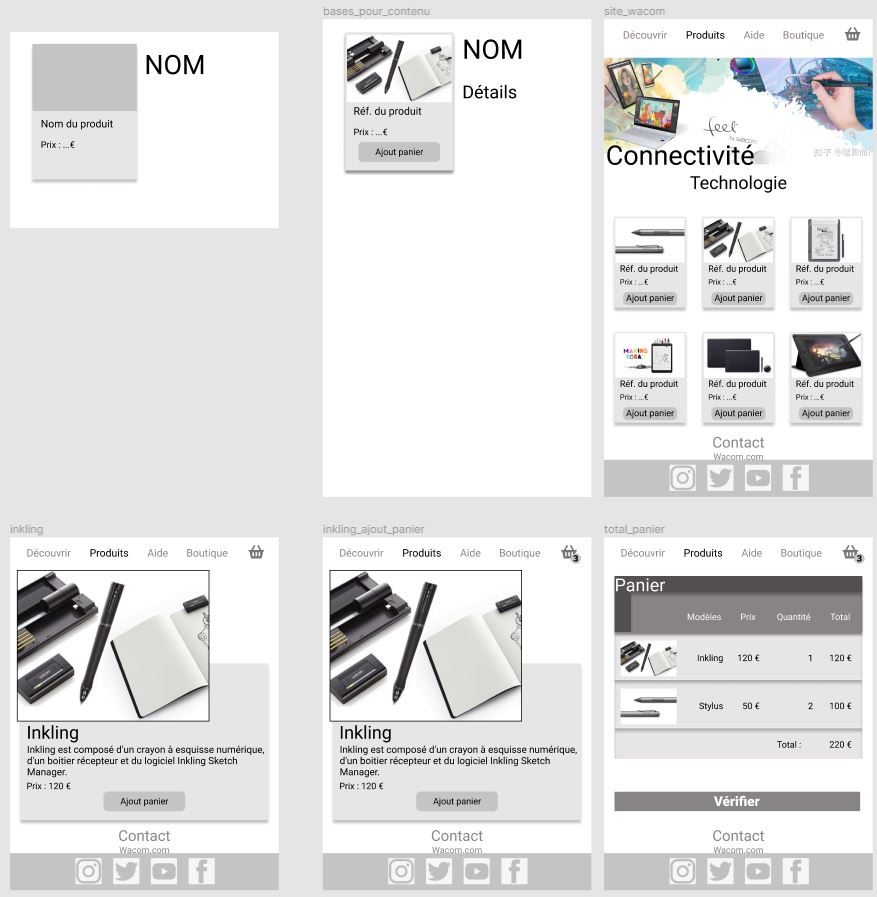 bases_pour_contenu
site_wacom
NOM
Nom du produit
Prix : ...€
NOM
Détails
Réf. du produit
Prix : ...€
Ajout panier
Découvrir Produits Aide Boutique
feel
by wacom
Connectivité
Technologie
Réf. du produit Réf. du produit Réf. du produit
Prix : ...€ Prix : ...€ Prix : ...€
Ajout panier Ajout panier Ajout panier
MAKING
Réf. du produit Réf. du produit Réf. du produit
Prix : ...€ Prix : ...€ Prix : ...€
Ajout panier Ajout panier Ajout panier
Contact
Wacom.com
inkling
Découvrir Produits Aide Boutique
Inkling
Inkling est composé d'un crayon à esquisse numérique,
d'un boitier récepteur et du logiciel Inkling Sketch
Manager.
Prix : 120 €
Ajout panier
Contact
Wacom.com
inkling_ajout_panier
Découvrir Produits Aide Boutique
3
Inkling
Inkling est composé d'un crayon à esquisse numérique,
d'un boitier récepteur et du logiciel Inkling Sketch
Manager.
Prix : 120 €
Ajout panier
Contact
Wacom.com
total_panier
Découvrir Produits Aide Boutique
3
Panier
Modèles Prix Quantité Total
Inkling 120 € 1 120 €
Stylus 50 € 2 100 €
Total : 220 €
Vérifier
Contact
Wacom.com